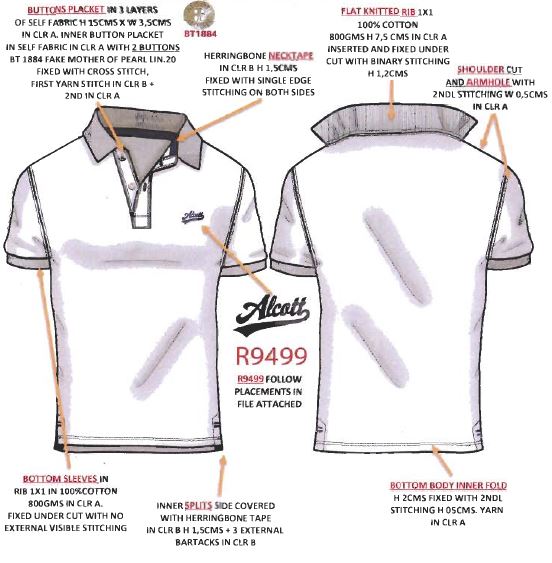 BUTTONS PLACKET IN 3 LAYERS
OF SELF FABRIC H 15CMS X W 3,5CMS
IN CLR A. INNER BUTTON PLACKET
IN SELF FABRIC IN CLR A WITH 2 BUTTONS
BT 1884 FAKE MOTHER OF PEARL LIN.20
FIXED WITH CROSS STITCH,
FIRST YARN STITCH IN CLR B +
2ND IN CLR A
BT1884
HERRINGBONE NECKTAPE
IN CLR B H 1,5CMS
FIXED WITH SINGLE EDGE
STITCHING ON BOTH SIDES
FLAT KNITTED RIB 1X1
100% COTTON
800GMS H 7,5 CMS IN CLR A
INSERTED AND FIXED UNDER
CUT WITH BINARY STITCHING
H 1,2CMS
SHOULDER CUT
AND ARMHOLE WITH
2NDL STITCHING W 0,5CMS
IN CLR A
Alcott
Alcott
R9499
R9499 FOLLOW
PLACEMENTS IN
FILE ATTACHED
BOTTOM SLEEVES IN
RIB 1X1 IN 100%COTTON
800GMS IN CLR A.
FIXED UNDER CUT WITH NO
EXTERNAL VISIBLE STITCHING
INNER SPLITS SIDE COVERED
WITH HERRINGBONE TAPE
IN CLR B H 1,5CMS + 3 EXTERNAL
BARTACKS IN CLR B
BOTTOM BODY INNER FOLD
H 2CMS FIXED WITH 2NDL
STITCHING H 05CMS. YARN
IN CLR A